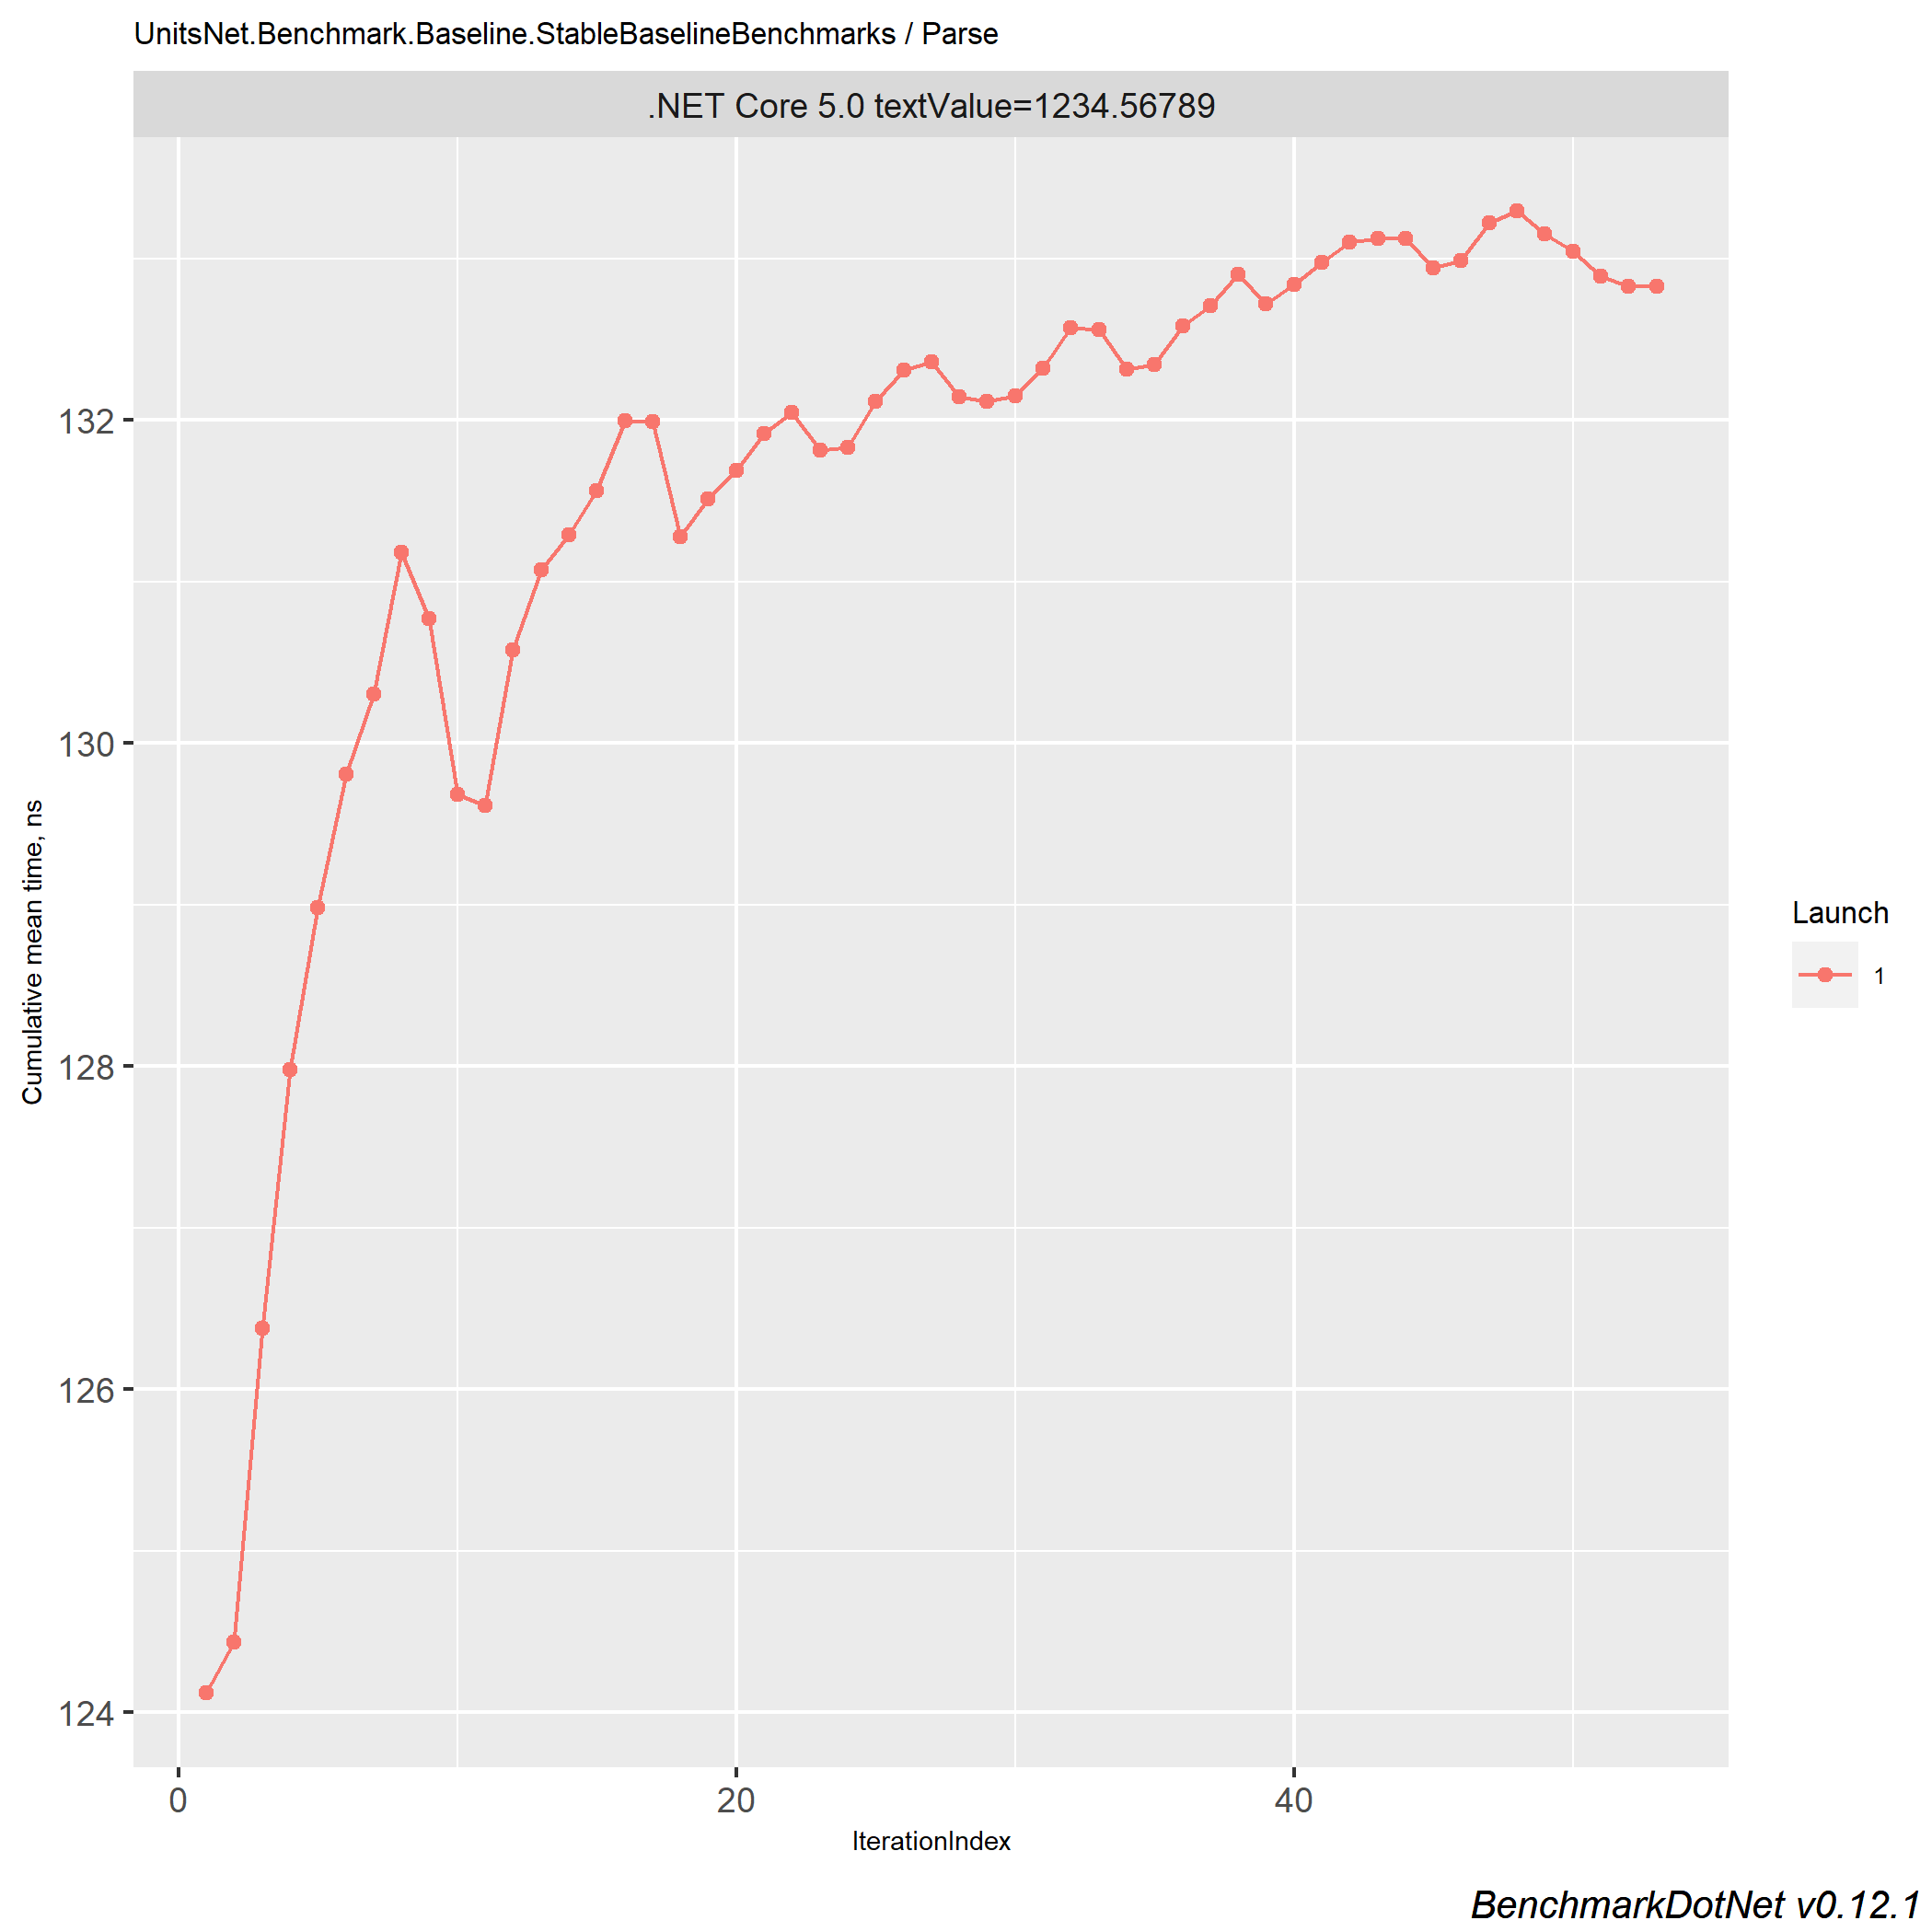 UnitsNet.Benchmark.Baseline.StableBaselineBenchmarks / Parse
.NET Core 5.0 textValue=1234.56789
Cumulative mean time, ns
132
130
128
126
124
0 20 40
IterationIndex
Launch
1
BenchmarkDotNet v0.12.1